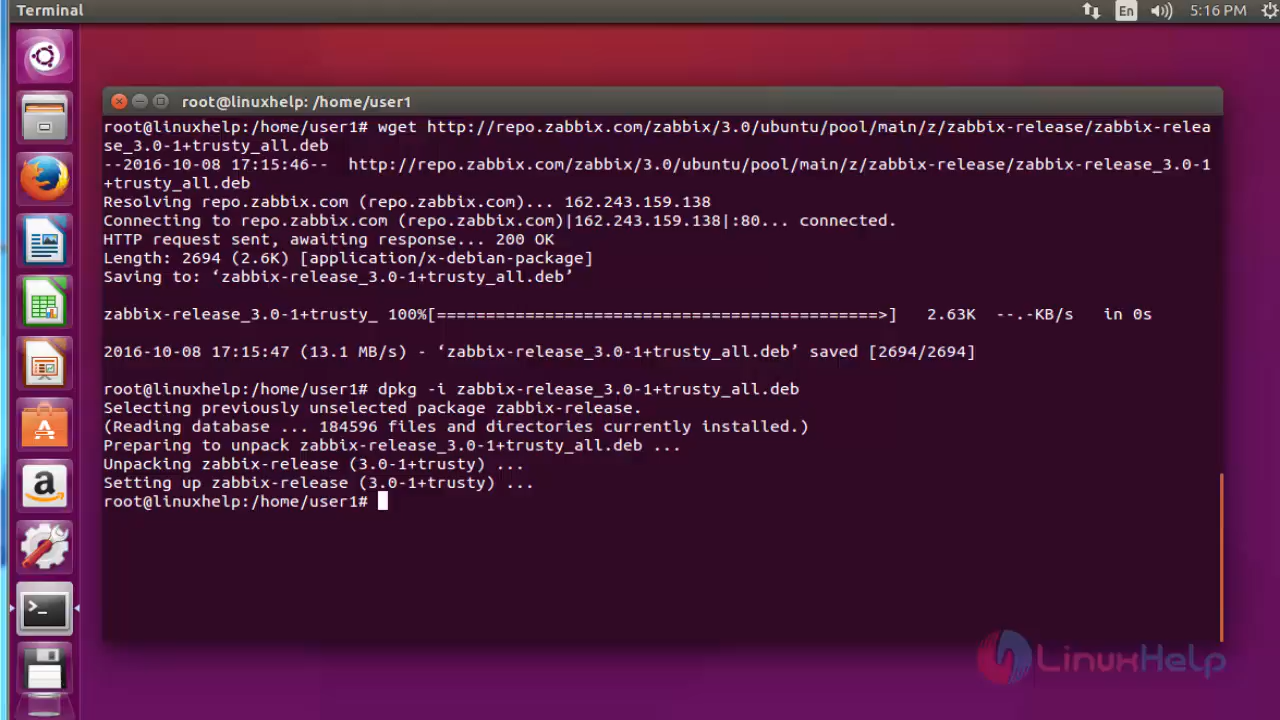 Terminal
En
5:16 PM
root@linuxhelp: /home/user1
root@linuxhelp:/home/user1# wget http://repo.zabbix.com/zabbix/3.0/ubuntu/pool/main/z/zabbix-release/zabbix-relea
se_3.0-1+trusty_all.deb
--2016-10-08 17:15:46--  http://repo.zabbix.com/zabbix/3.0/ubuntu/pool/main/z/zabbix-release/zabbix-release_3.0-1
+trusty_all.deb
Resolving repo.zabbix.com (repo.zabbix.com)... 162.243.159.138
Connecting to repo.zabbix.com (repo.zabbix.com)|162.243.159.138|:80... connected.
HTTP request sent, awaiting response... 200 OK
Length: 2694 (2.6K) [application/x-debian-package]
Saving to: ‘zabbix-release_3.0-1+trusty_all.deb’
zabbix-release_3.0-1+trusty_ 100%[=============================================>]   2.63K  --.-KB/s   in 0s
2016-10-08 17:15:47 (13.1 MB/s) - ‘zabbix-release_3.0-1+trusty_all.deb’ saved [2694/2694]
root@linuxhelp:/home/user1# dpkg -i zabbix-release_3.0-1+trusty_all.deb
Selecting previously unselected package zabbix-release.
(Reading database ... 184596 files and directories currently installed.)
Preparing to unpack zabbix-release_3.0-1+trusty_all.deb ...
Unpacking zabbix-release (3.0-1+trusty) ...
Setting up zabbix-release (3.0-1+trusty) ...
root@linuxhelp:/home/user1#
LinuxHelp